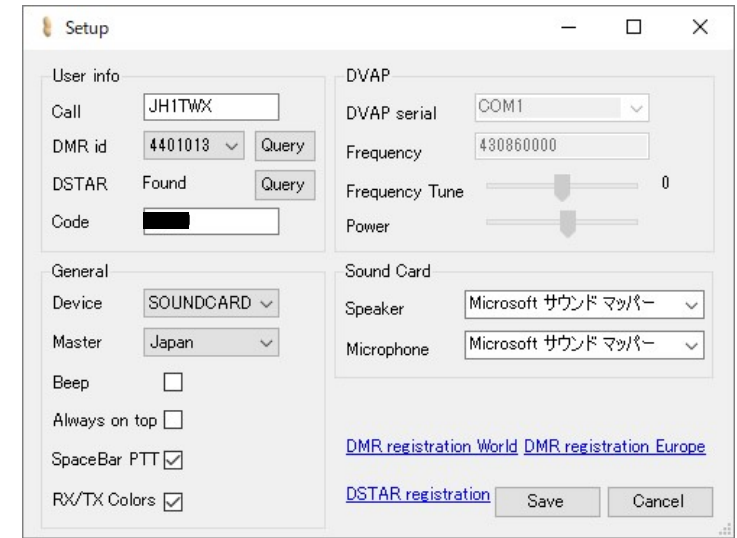 Setup
User info
Call JH1TWX
DMR id 4401013 Query
DSTAR Found Query
Code
DVAP
DVAP serial COM1
Frequency 430860000
Frequency Tune 0
Power
General
Device SOUNDCARD
Master Japan
Beep
Always on top
SpaceBar PTT
RX/TX Colors
Sound Card
Speaker Microsoft サウンド マッパー
Microphone Microsoft サウンド マッパー
DMR registration World DMR registration Europe
DSTAR registration Save Cancel